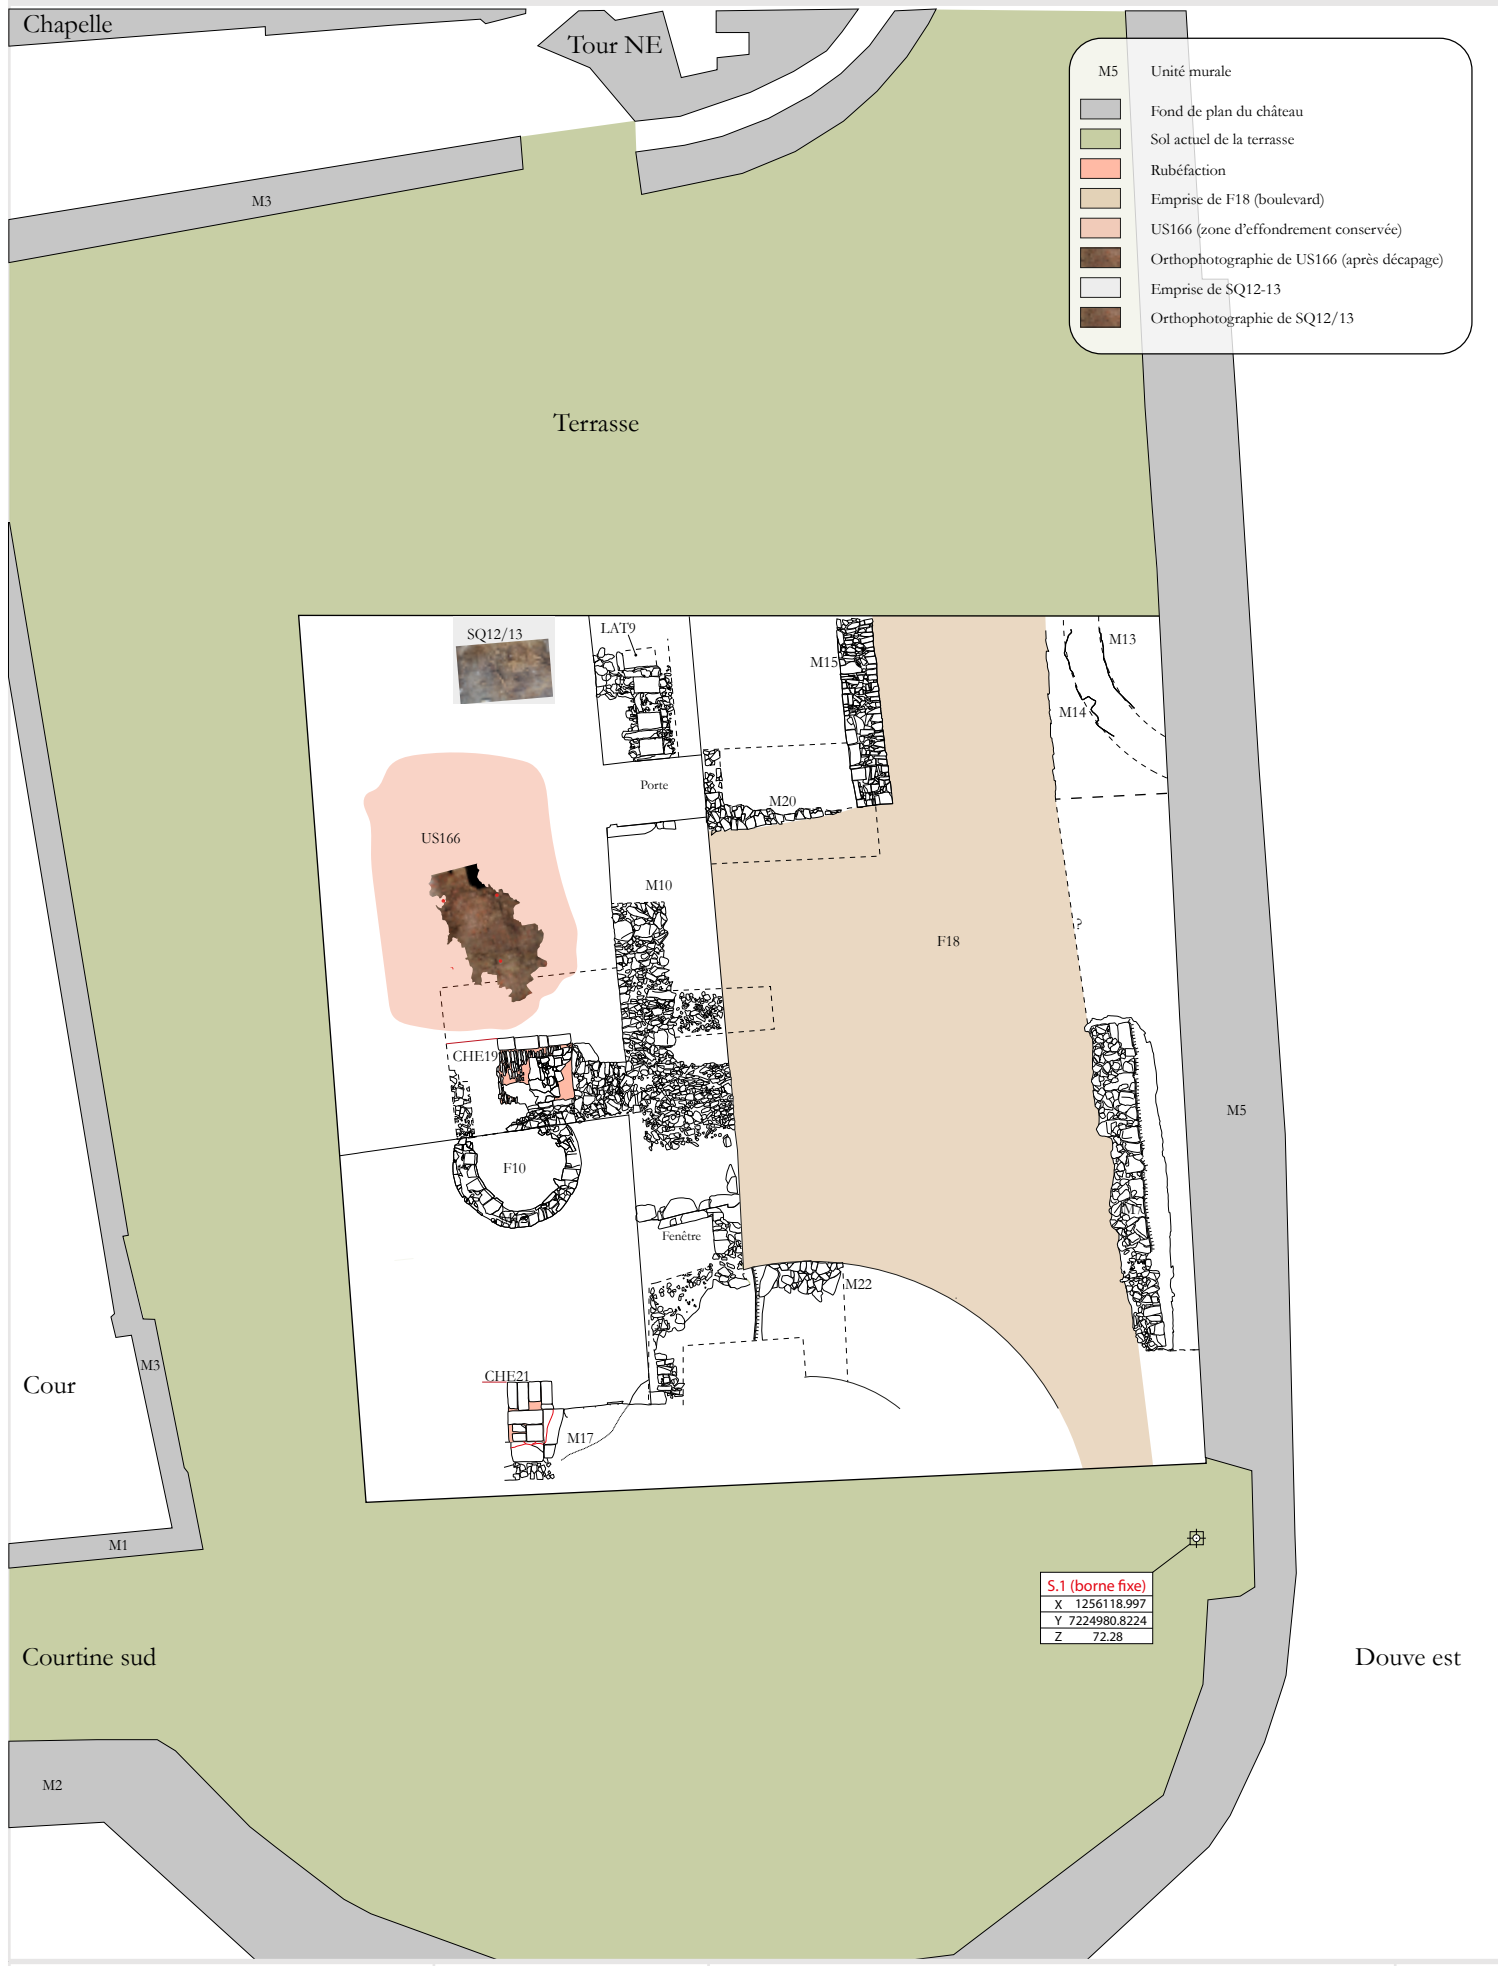 Chapelle
Tour NE
M5 Unité murale
Fond de plan du château
Sol actuel de la terrasse
Rubéfaction
Emprise de F18 (boulevard)
US166 (zone d'effondrement conservée)
Orthophotographie de US166 (après décapage)
Emprise de SQ12-13
Orthophotographie de SQ12/13
M3
Terrasse
SQ12/13
LAT9
M15
M13
M14
Porte
M20
US166
M10
?
F18
CHE19
M5
F10
Fenêtre
M22
M3
Cour
CHE21
M17
M1
S.1 (borne fixe)
X 1256118.997
Y 7224980.8224
Z 72.28
Courtine sud
Douve est
M2